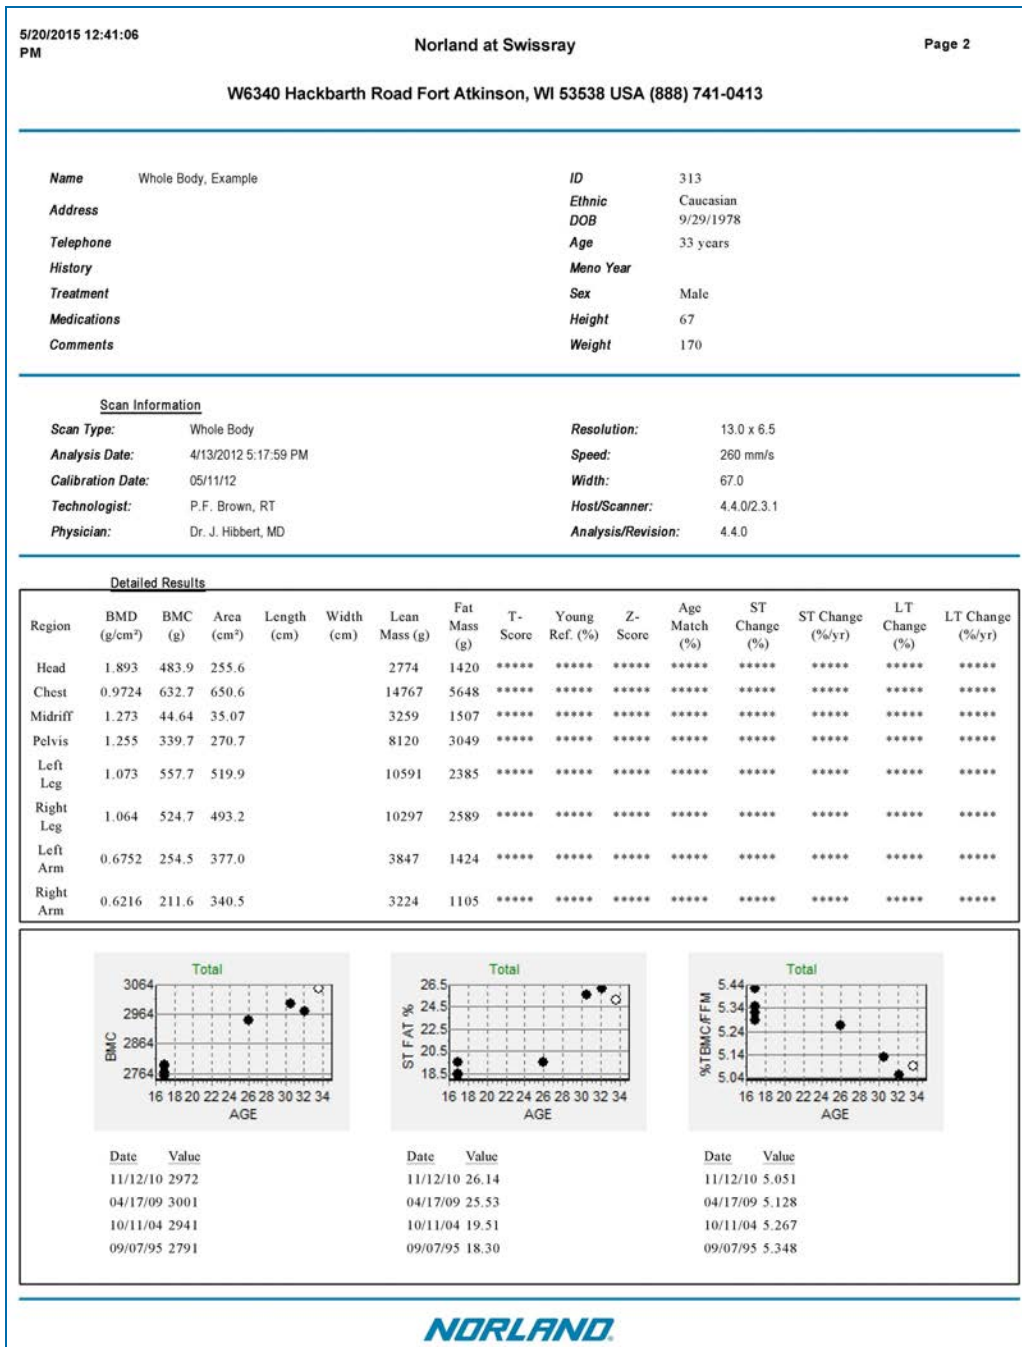 5/20/2015 12:41:06 PM
Norland at Swissray
Page 2
W6340 Hackbarth Road Fort Atkinson, WI 53538 USA (888) 741-0413
Name Whole Body, Example
ID 313
Address
Ethnic Caucasian
DOB 9/29/1978
Telephone
Age 33 years
History
Meno Year
Treatment
Sex Male
Medications
Height 67
Comments
Weight 170
Scan Information
Scan Type: Whole Body
Resolution: 13.0 x 6.5
Analysis Date: 4/13/2012 5:17:59 PM
Speed: 260 mm/s
Calibration Date: 05/11/12
Width: 67.0
Technologist: P.F. Brown, RT
Host/Scanner: 4.4.0/2.3.1
Physician: Dr. J. Hibbert, MD
Analysis/Revision: 4.4.0
Detailed Results
Region BMD (g/cm²) BMC (g) Area (cm²) Length (cm) Width (cm) Lean Mass (g) Fat Mass (g) T-Score Young Ref. (%) Z-Score Age Match (%) ST Change (%) ST Change (%/yr) LT Change (%) LT Change (%/yr)
Head 1.893 483.9 255.6 2774 1420 ***** ***** ***** ***** ***** ***** ***** *****
Chest 0.9724 632.7 650.6 14767 5648 ***** ***** ***** ***** ***** ***** ***** *****
Midriff 1.273 44.64 35.07 3259 1507 ***** ***** ***** ***** ***** ***** ***** *****
Pelvis 1.255 339.7 270.7 8120 3049 ***** ***** ***** ***** ***** ***** ***** *****
Left Leg 1.073 557.7 519.9 10591 2385 ***** ***** ***** ***** ***** ***** ***** *****
Right Leg 1.064 524.7 493.2 10297 2589 ***** ***** ***** ***** ***** ***** ***** *****
Left Arm 0.6752 254.5 377.0 3847 1424 ***** ***** ***** ***** ***** ***** ***** *****
Right Arm 0.6216 211.6 340.5 3224 1105 ***** ***** ***** ***** ***** ***** ***** *****
Total
BMC
3064
2964
2864
2764
16 18 20 22 24 26 28 30 32 34
AGE
Date Value
11/12/10 2972
04/17/09 3001
10/11/04 2941
09/07/95 2791
Total
ST FAT %
26.5
24.5
22.5
20.5
18.5
16 18 20 22 24 26 28 30 32 34
AGE
Date Value
11/12/10 26.14
04/17/09 25.53
10/11/04 19.51
09/07/95 18.30
Total
%TBMC/FFM
5.44
5.34
5.24
5.14
5.04
16 18 20 22 24 26 28 30 32 34
AGE
Date Value
11/12/10 5.051
04/17/09 5.128
10/11/04 5.267
09/07/95 5.348
NORLAND